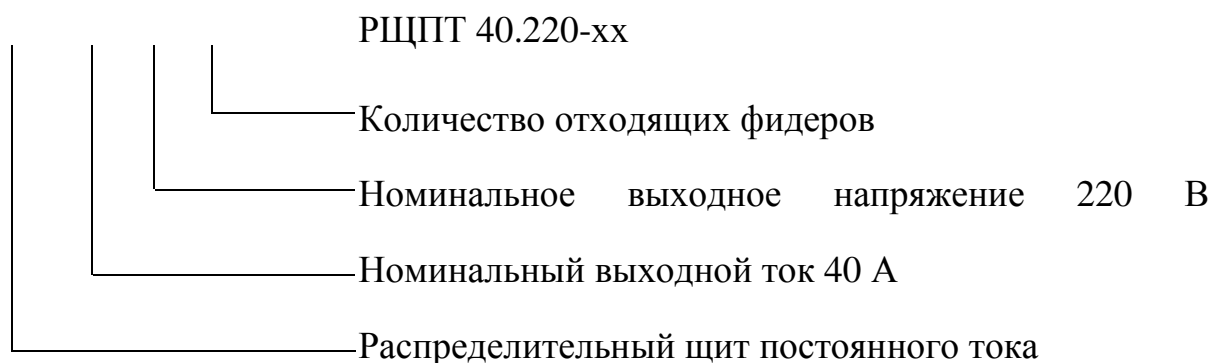 РЩПТ 40.220-хх
Количество отходящих фидеров
Номинальное выходное напряжение 220 В
Номинальный выходной ток 40 А
Распределительный щит постоянного тока